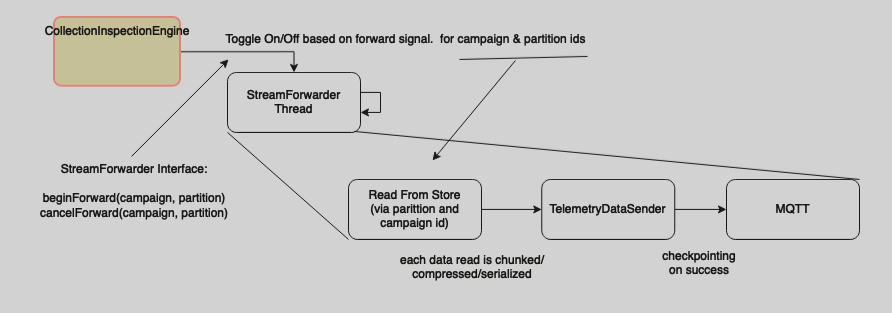 CollectionInspectionEngine
Toggle On/Off based on forward signal. for campaign & partition ids
StreamForwarder
Thread
StreamForwarder Interface:
beginForward(campaign, partition)
cancelForward(campaign, partition)
Read From Store
(via parittion and
campaign id)
TelemetryDataSender
MQTT
each data read is chunked/
compressed/serialized
checkpointing
on success